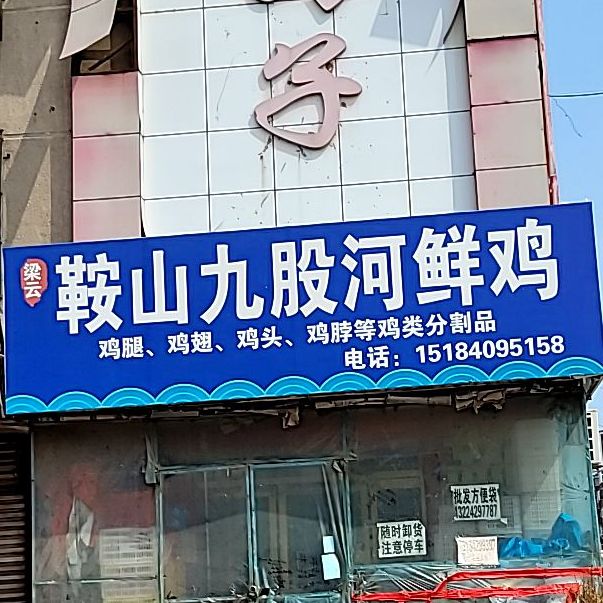 子
梁云
鞍山九股河鲜鸡
鸡腿、鸡翅、鸡头、鸡脖等鸡类分割品
电话：15184095158
批发方便袋
13224297787
随时卸货
注意停车